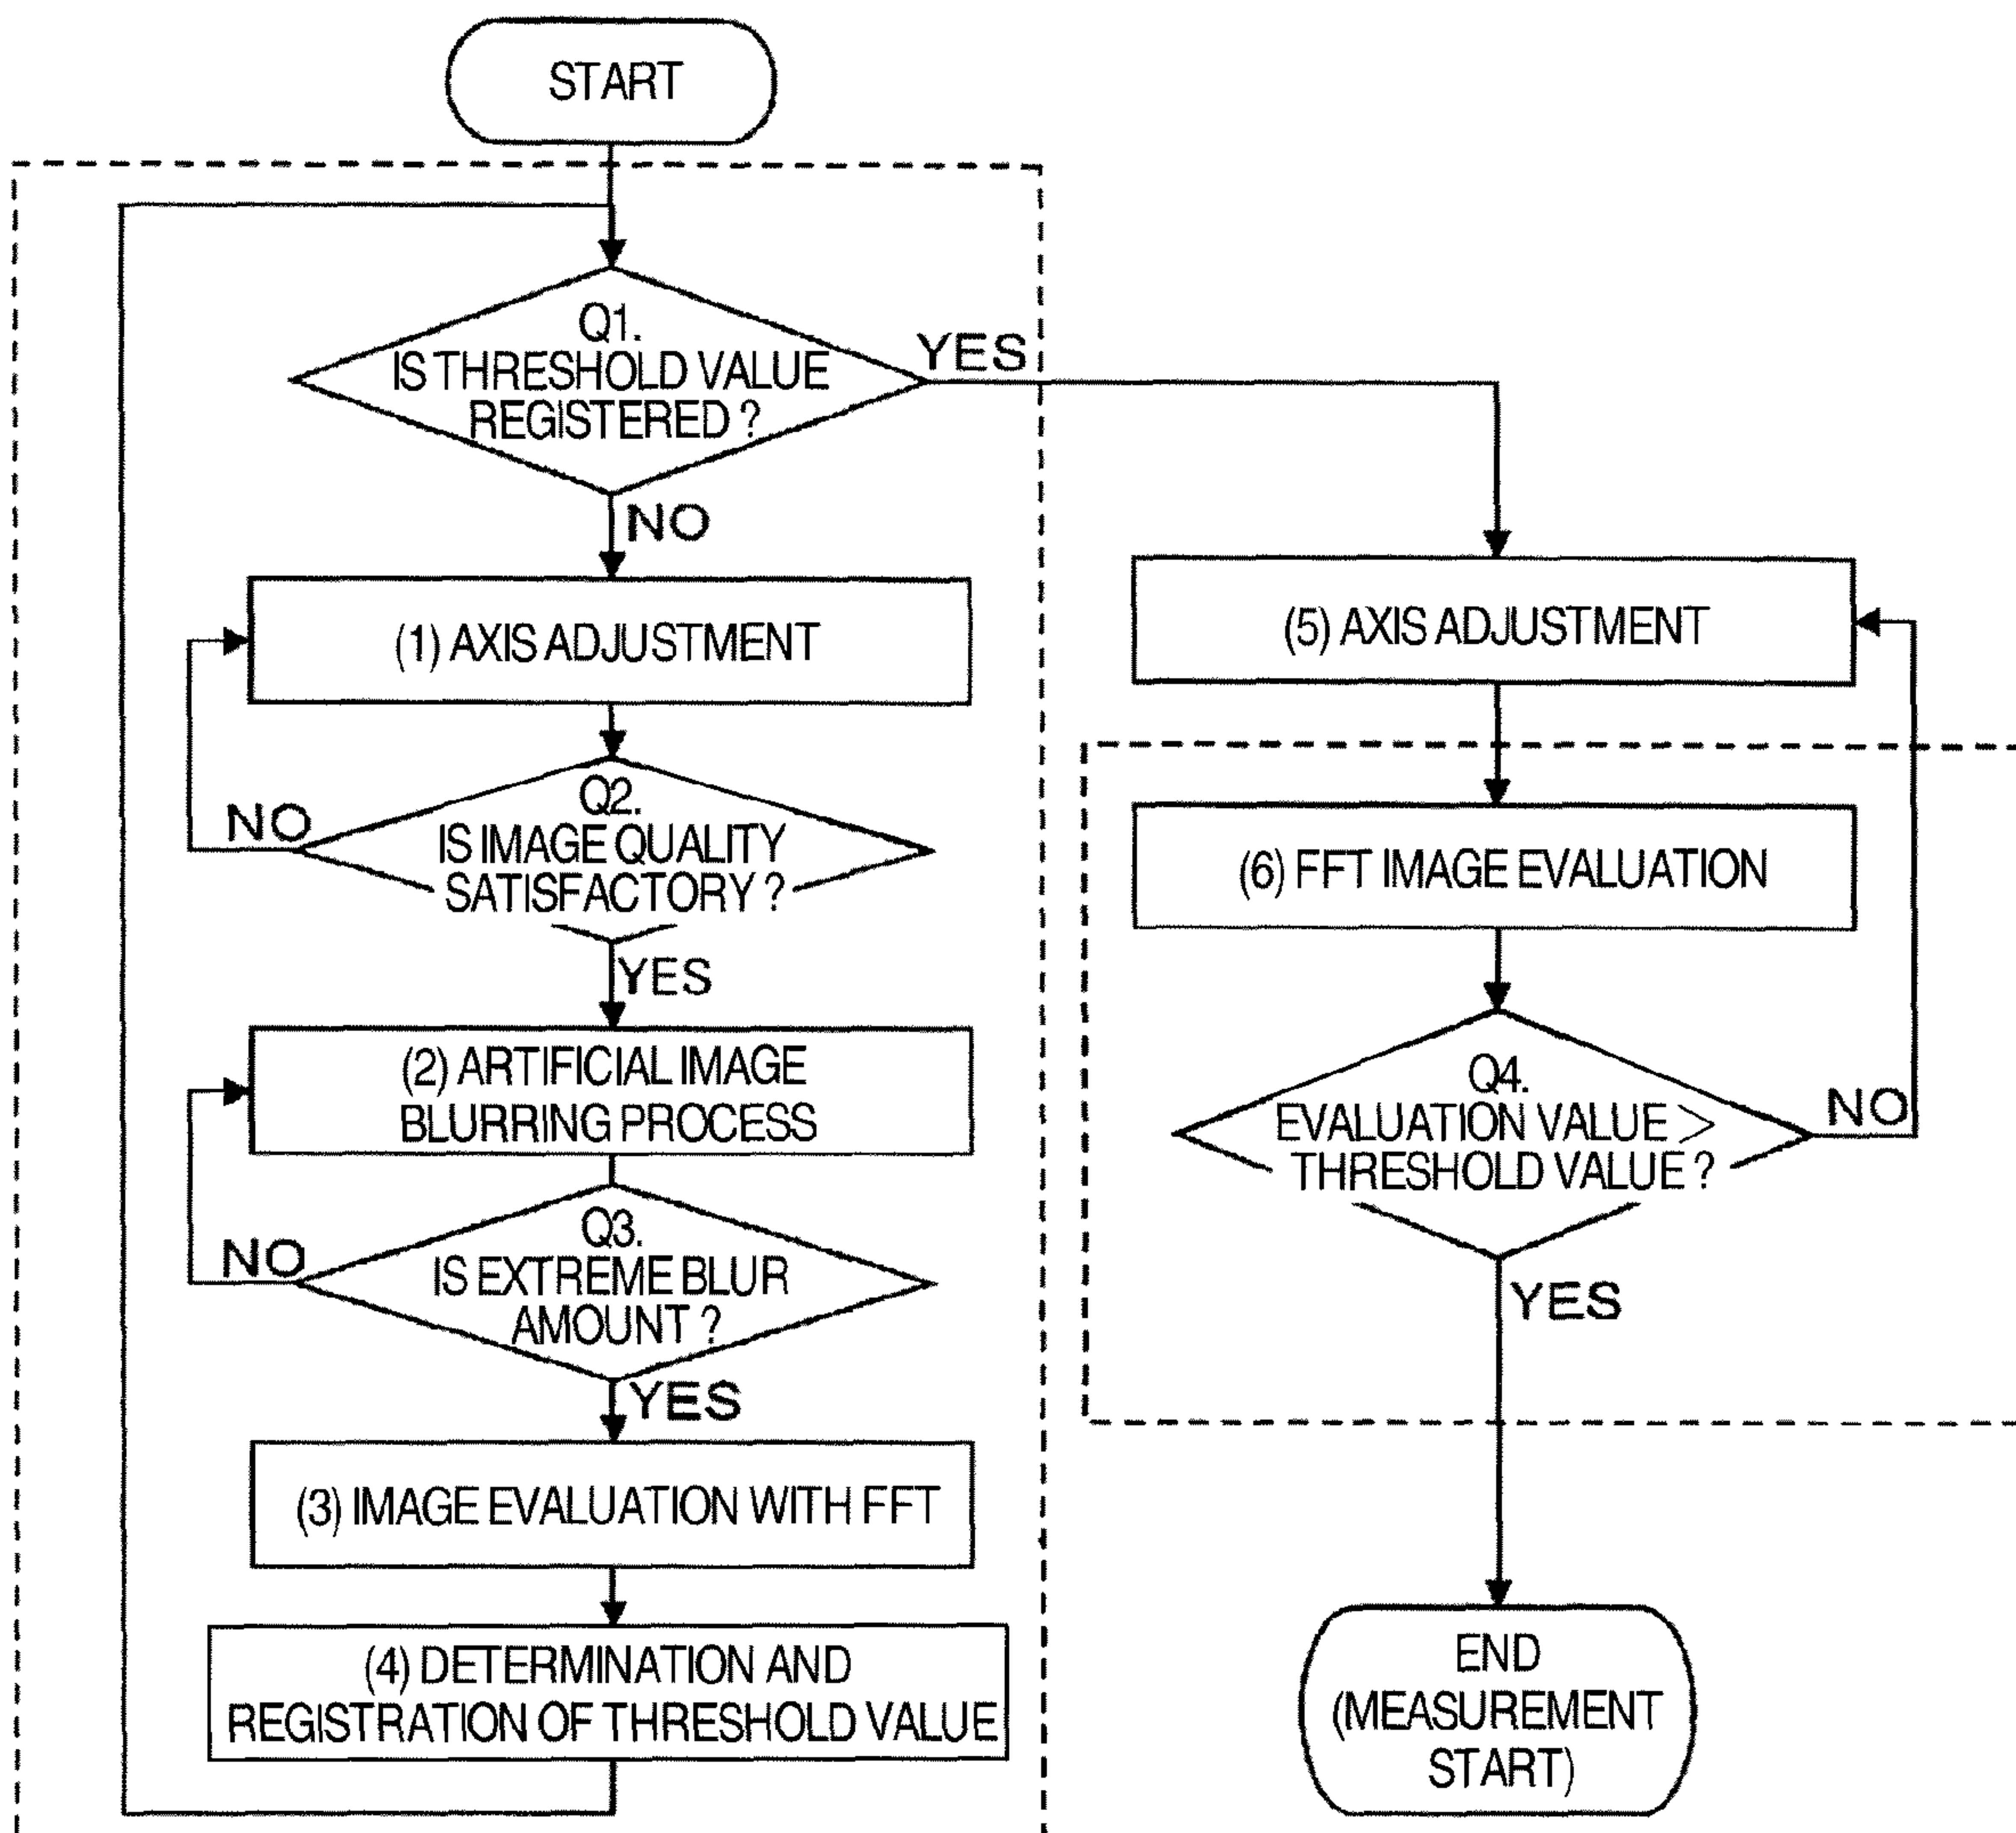 START
Q1.
IS THRESHOLD VALUE
REGISTERED ?
YES
NO
(1) AXIS ADJUSTMENT
Q2.
IS IMAGE QUALITY
SATISFACTORY ?
NO
YES
(2) ARTIFICIAL IMAGE
BLURRING PROCESS
Q3.
IS EXTREME BLUR
AMOUNT ?
NO
YES
(3) IMAGE EVALUATION WITH FFT
(4) DETERMINATION AND
REGISTRATION OF THRESHOLD VALUE
(5) AXIS ADJUSTMENT
(6) FFT IMAGE EVALUATION
Q4.
EVALUATION VALUE >
THRESHOLD VALUE ?
NO
YES
END
(MEASUREMENT
START)